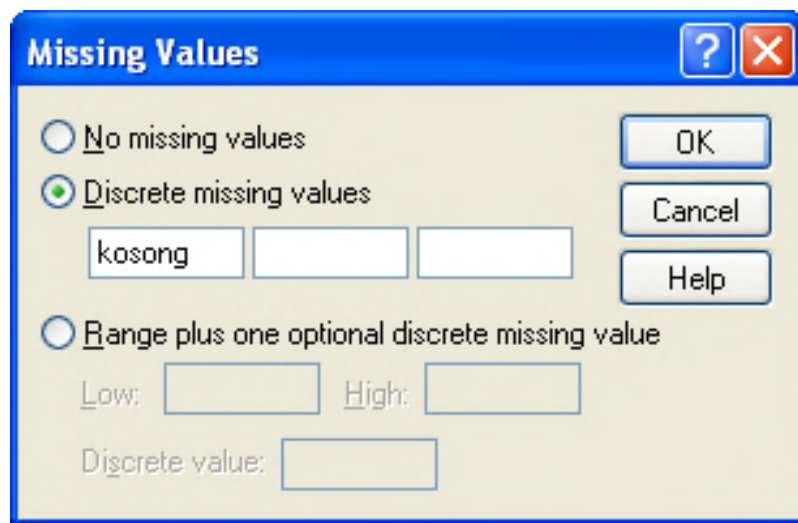 Missing Values
No missing values
OK
Discrete missing values
Cancel
kosong
Help
Range plus one optional discrete missing value
Low:
High:
Discrete value: